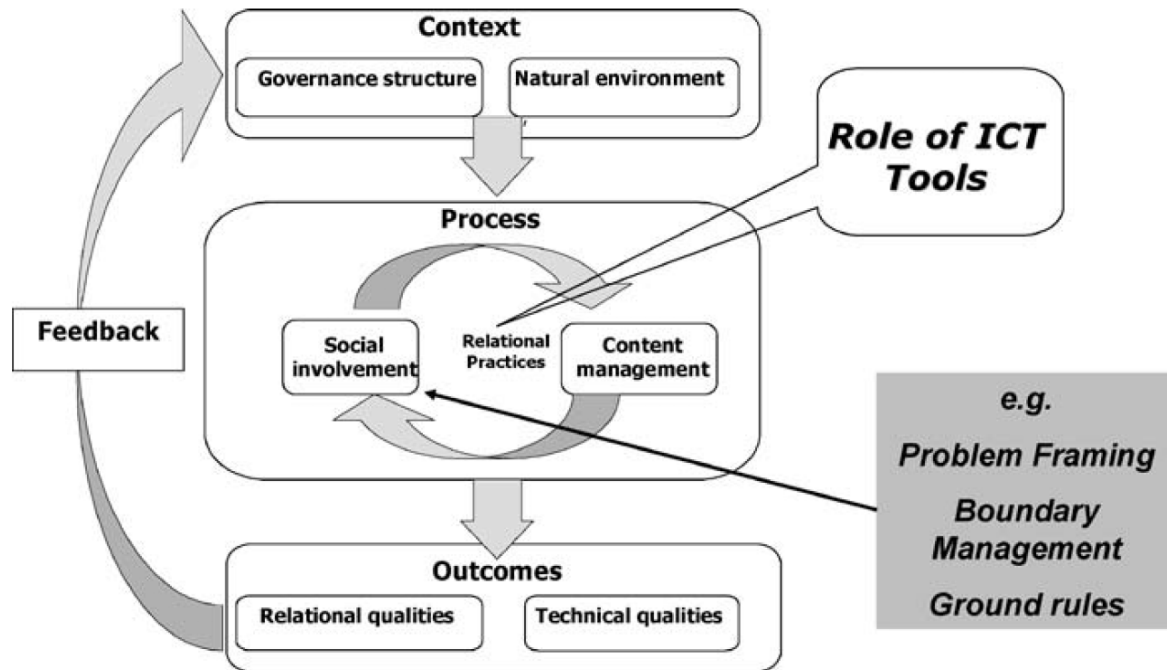 Context
Governance structure
Natural environment
Role of ICT
Tools
Process
Feedback
Social
involvement
Relational
Practices
Content
management
e.g.
Problem Framing
Boundary
Management
Ground rules
Outcomes
Relational qualities
Technical qualities